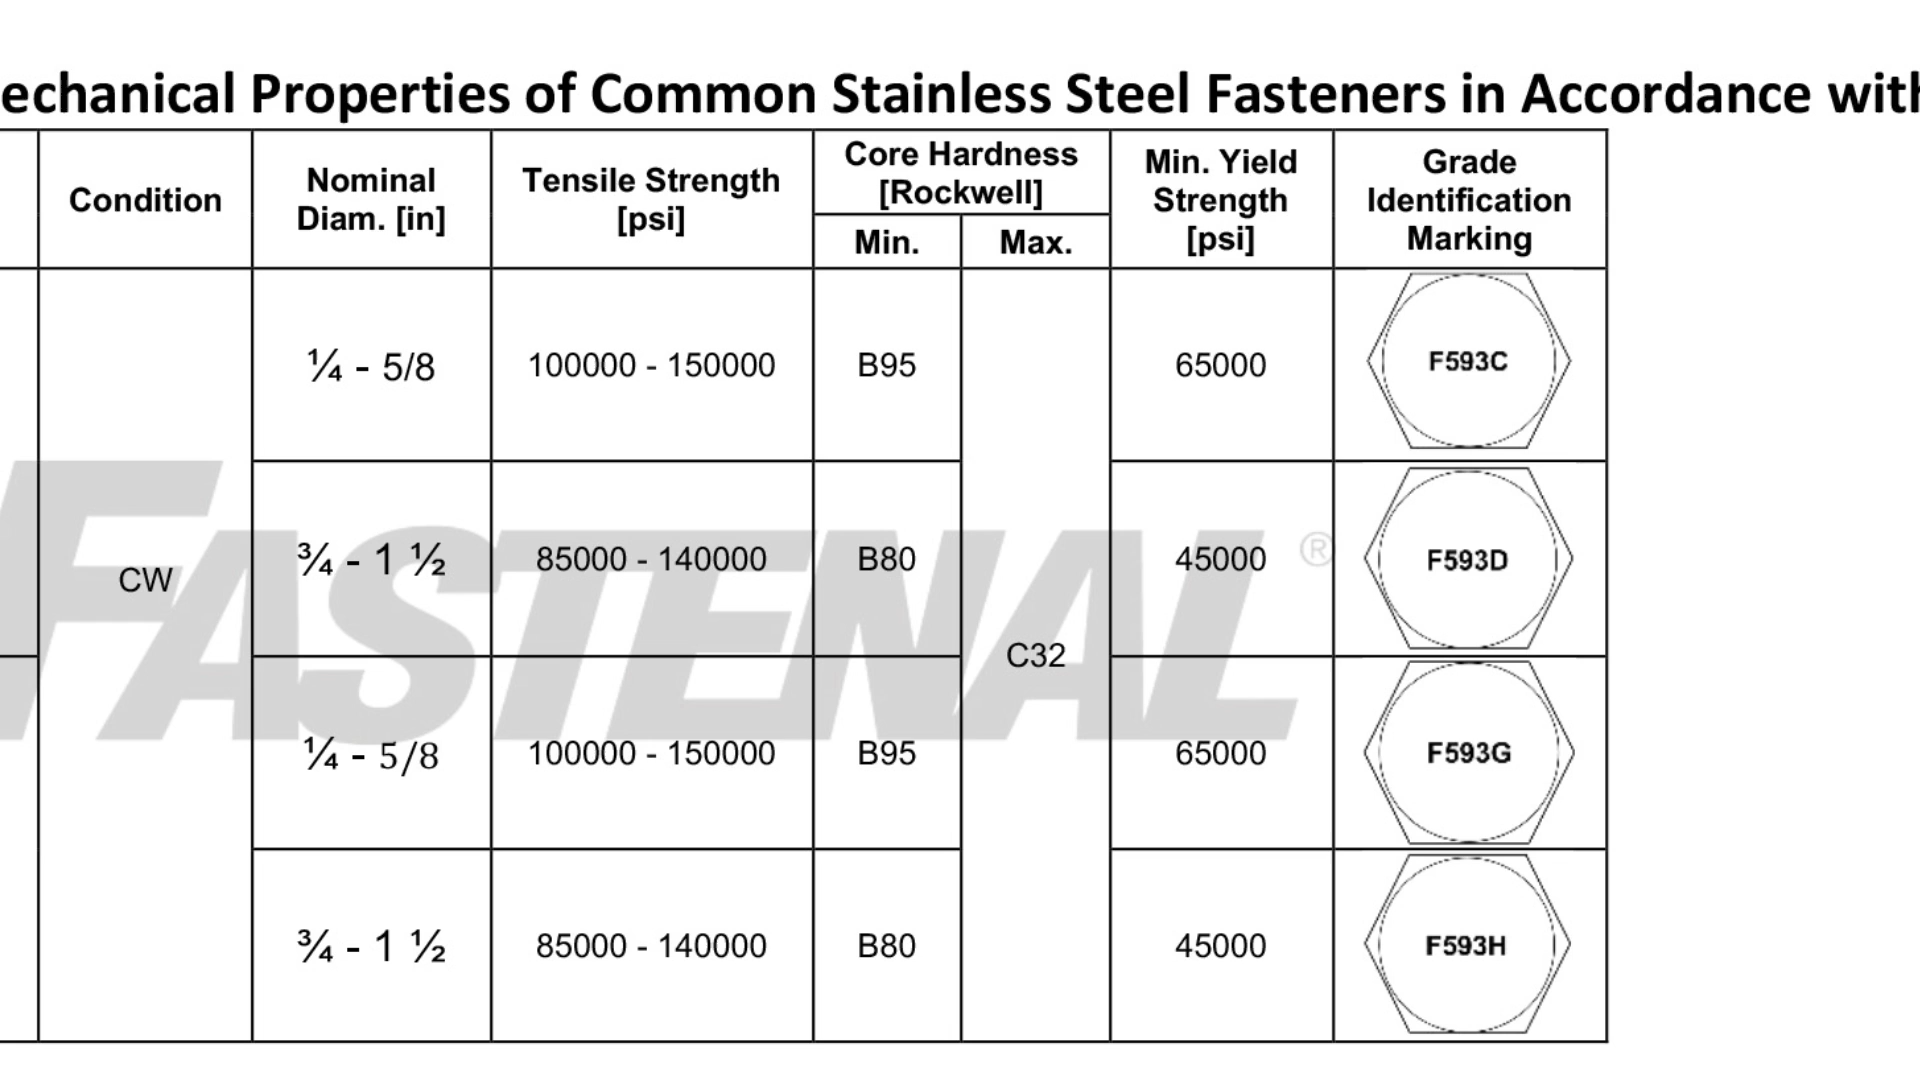 echanical Properties of Common Stainless Steel Fasteners in Accordance with
Condition
Nominal
Diam. [in]
Tensile Strength
[psi]
Core Hardness
[Rockwell]
Min.
Max.
Min. Yield
Strength
[psi]
Grade
Identification
Marking
CW
¼ - 5/8
100000 - 150000
B95
C32
65000
F593C
¾ - 1 ½
85000 - 140000
B80
45000
F593D
¼ - 5/8
100000 - 150000
B95
65000
F593G
¾ - 1 ½
85000 - 140000
B80
45000
F593H
FASTENAL®